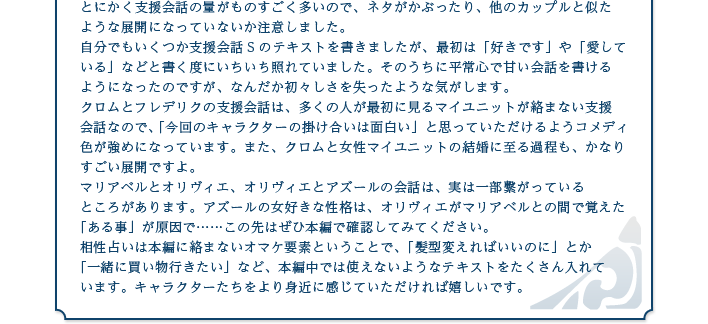 とにかく支援会話の量がものすごく多いので、ネタがかぶったり、他のカップルと似た
ような展開になっていないか注意しました。
自分でもいくつか支援会話Ｓのテキストを書きましたが、最初は「好きです」や「愛して
いる」などと書く度にいちいち照れていました。そのうちに平常心で甘い会話を書ける
ようになったのですが、なんだか初々しさを失ったような気がします。
クロムとフレデリクの支援会話は、多くの人が最初に見るマイユニットが絡まない支援
会話なので、「今回のキャラクターの掛け合いは面白い」と思っていただけるようコメディ
色が強めになっています。また、クロムと女性マイユニットの結婚に至る過程も、かなり
すごい展開ですよ。
マリアベルとオリヴィエ、オリヴィエとアズールの会話は、実は一部繋がっている
ところがあります。アズールの女好きな性格は、オリヴィエがマリアベルとの間で覚えた
「ある事」が原因で……この先はぜひ本編で確認してみてください。
相性占いは本編に絡まないオマケ要素ということで、「髪型変えればいいのに」とか
「一緒に買い物行きたい」など、本編中では使えないようなテキストをたくさん入れて
います。キャラクターたちをより身近に感じていただければ嬉しいです。